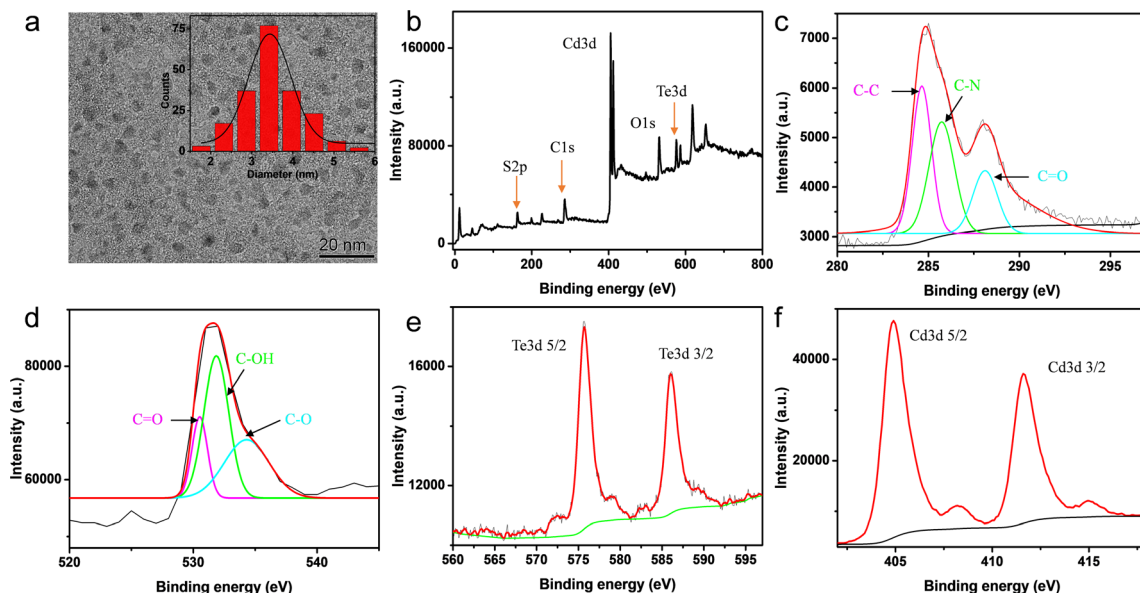 a
75
50
25
0
Counts
2
3
4
5
6
Diameter (nm)
20 nm
b
160000
80000
0
Intensity (a.u.)
Cd3d
Te3d
O1s
C1s
S2p
0
200
400
600
800
Binding energy (eV)
c
7000
6000
5000
4000
3000
Intensity (a.u.)
C-C
C-N
C=O
280
285
290
295
Binding energy (eV)
d
80000
60000
Intensity (a.u.)
C-OH
C=O
C-O
520
530
540
Binding energy (eV)
e
16000
12000
Intensity (a.u.)
Te3d 5/2
Te3d 3/2
560
565
570
575
580
585
590
595
Binding energy (eV)
f
40000
20000
0
Intensity (a.u.)
Cd3d 5/2
Cd3d 3/2
405
410
415
Binding energy (eV)